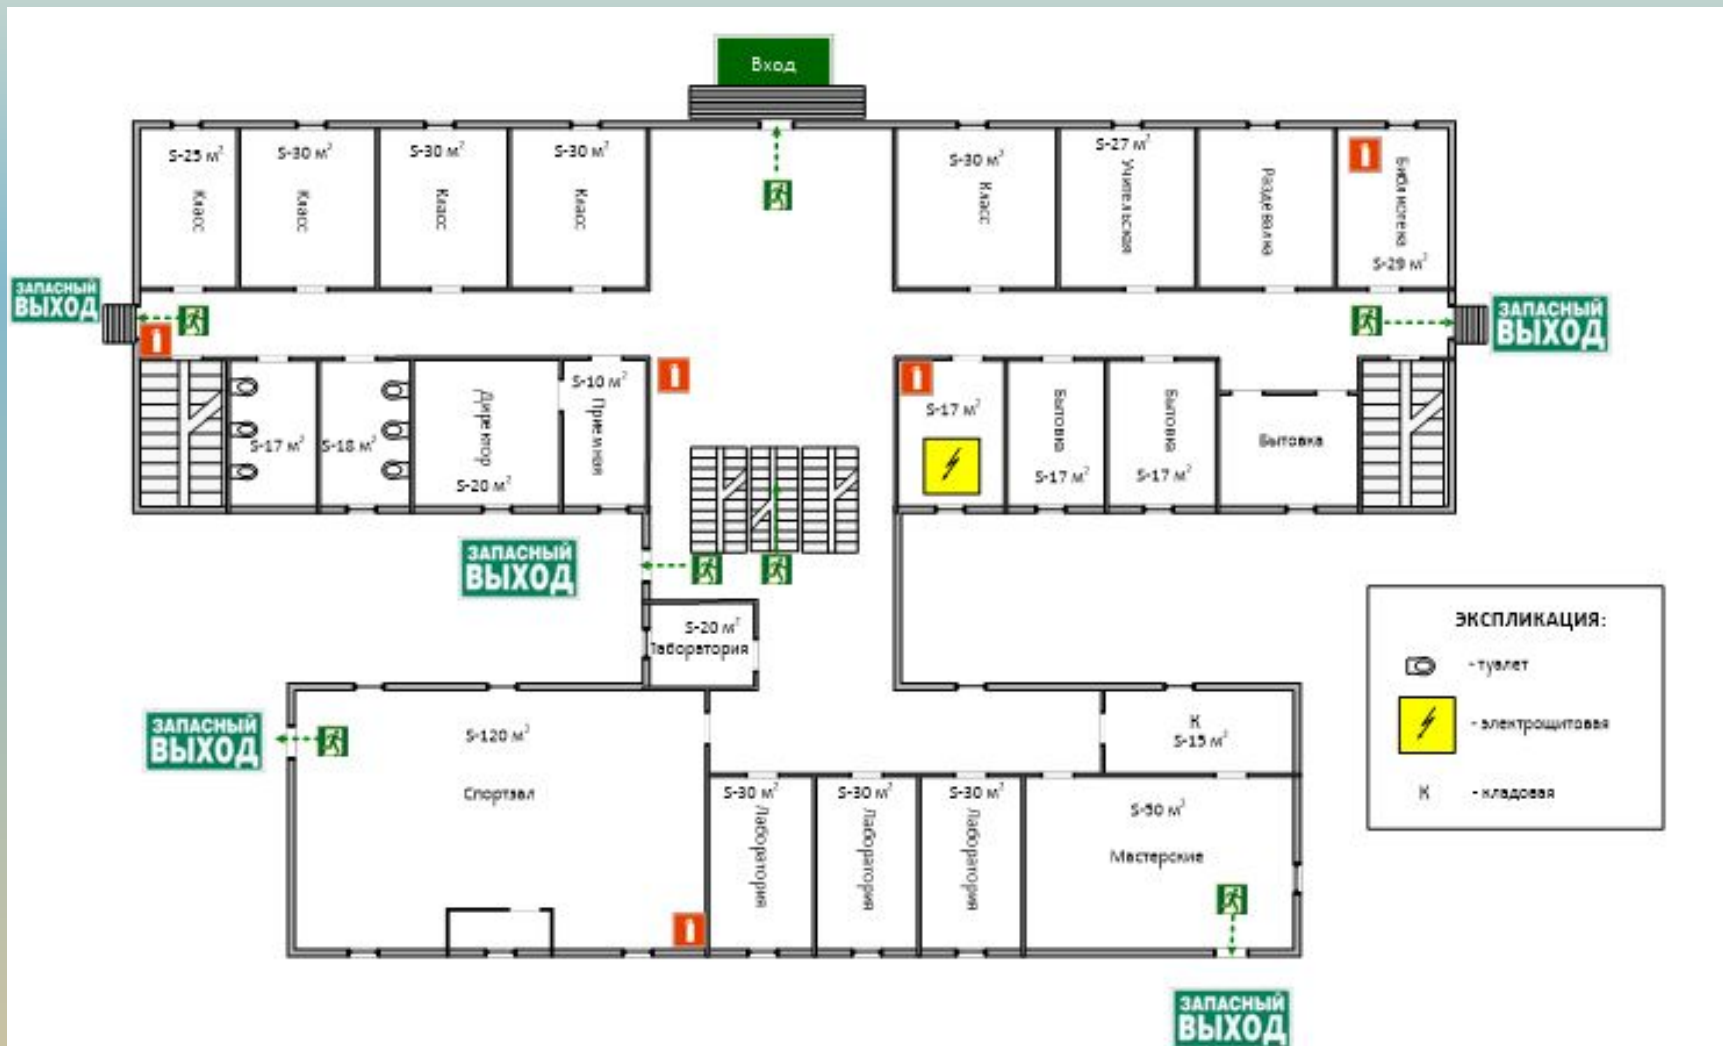 Вход
S-25 м²
S-30 м²
S-30 м²
S-30 м²
S-30 м²
S-27 м²
Класс
Класс
Класс
Класс
Класс
Учительская
Раздевалка
Библиотека
S-29 м²
ЗАПАСНЫЙ
ВЫХОД
ЗАПАСНЫЙ
ВЫХОД
S-17 м²
S-18 м²
Директор
S-20 м²
S-10 м²
Приемная
S-17 м²
Бытовка
S-17 м²
Бытовка
S-17 м²
Бытовка
ЗАПАСНЫЙ
ВЫХОД
S-20 м²
Лаборатория
ЗАПАСНЫЙ
ВЫХОД
S-120 м²
Спортзал
К
S-15 м²
S-30 м²
Лаборатория
S-30 м²
Лаборатория
S-30 м²
Лаборатория
S-50 м²
Мастерские
ЗАПАСНЫЙ
ВЫХОД
ЭКСПЛИКАЦИЯ:
- туалет
- электрощитовая
К - кладовая